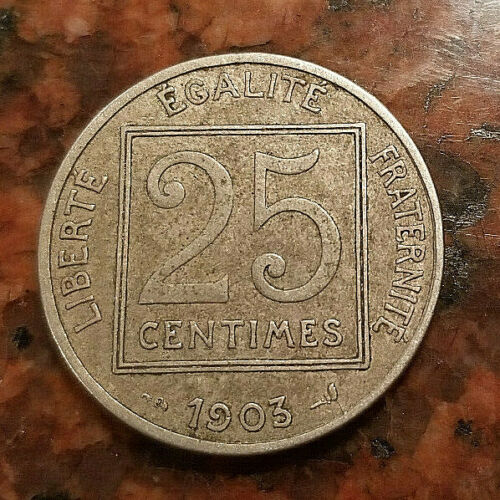 LIBERTÉ ÉGALITÉ FRATERNITÉ
25
CENTIMES
1903